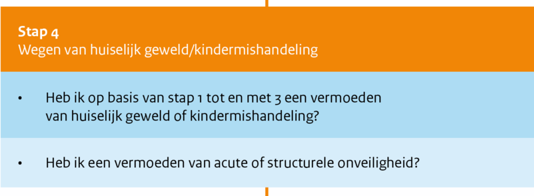 Stap 4
Wegen van huiselijk geweld/kindermishandeling
• Heb ik op basis van stap 1 tot en met 3 een vermoeden
van huiselijk geweld of kindermishandeling?
• Heb ik een vermoeden van acute of structurele onveiligheid?